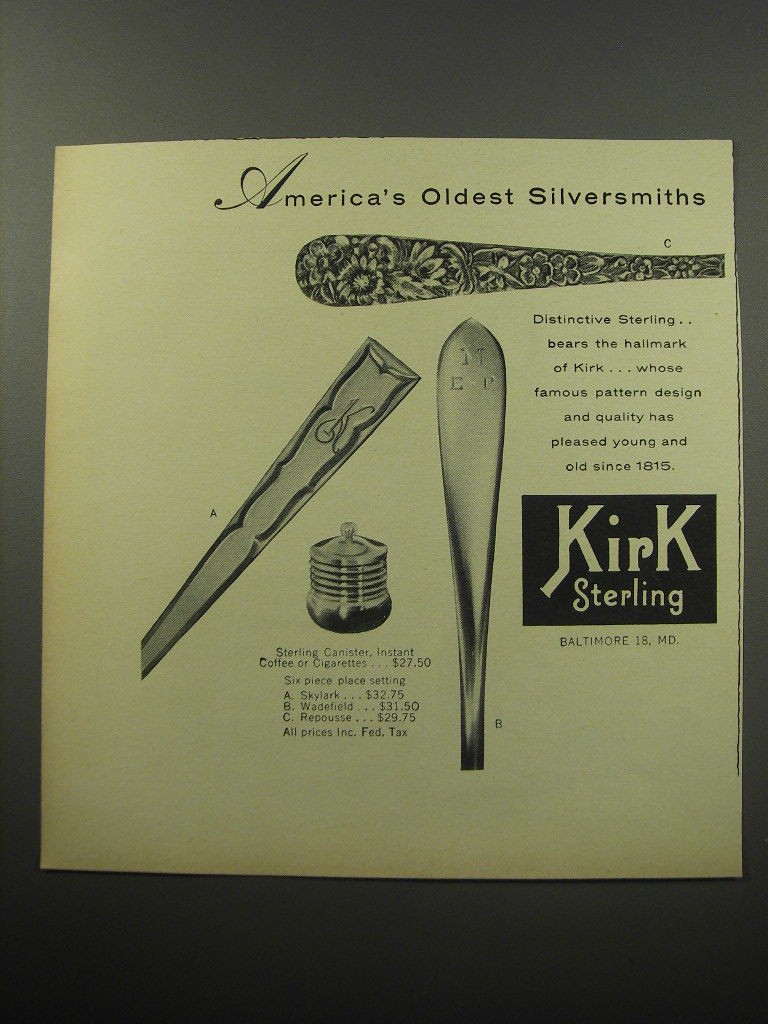 America's Oldest Silversmiths
C
Distinctive Sterling..
bears the hallmark
of Kirk...whose
famous pattern design
and quality has
pleased young and
old since 1815.
M
E P
A
Kirk
Sterling
BALTIMORE 18, MD.
Sterling Canister, Instant
Coffee or Cigarettes...$27.50
Six piece place setting
A. Skylark...$32.75
B. Wadefield...$31.50
C. Repousse...$29.75
All prices Inc. Fed. Tax
B